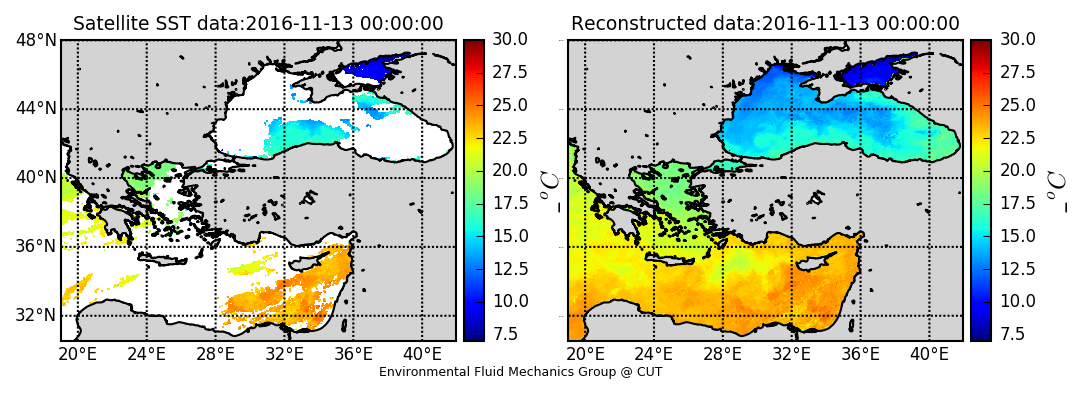 Satellite SST data:2016-11-13 00:00:00
48°N
44°N
40°N
36°N
32°N
20°E 24°E 28°E 32°E 36°E 40°E
30.0
27.5
25.0
22.5
20.0
17.5
15.0
12.5
10.0
7.5
_°C
Reconstructed data:2016-11-13 00:00:00
20°E 24°E 28°E 32°E 36°E 40°E
30.0
27.5
25.0
22.5
20.0
17.5
15.0
12.5
10.0
7.5
_°C
Environmental Fluid Mechanics Group @ CUT